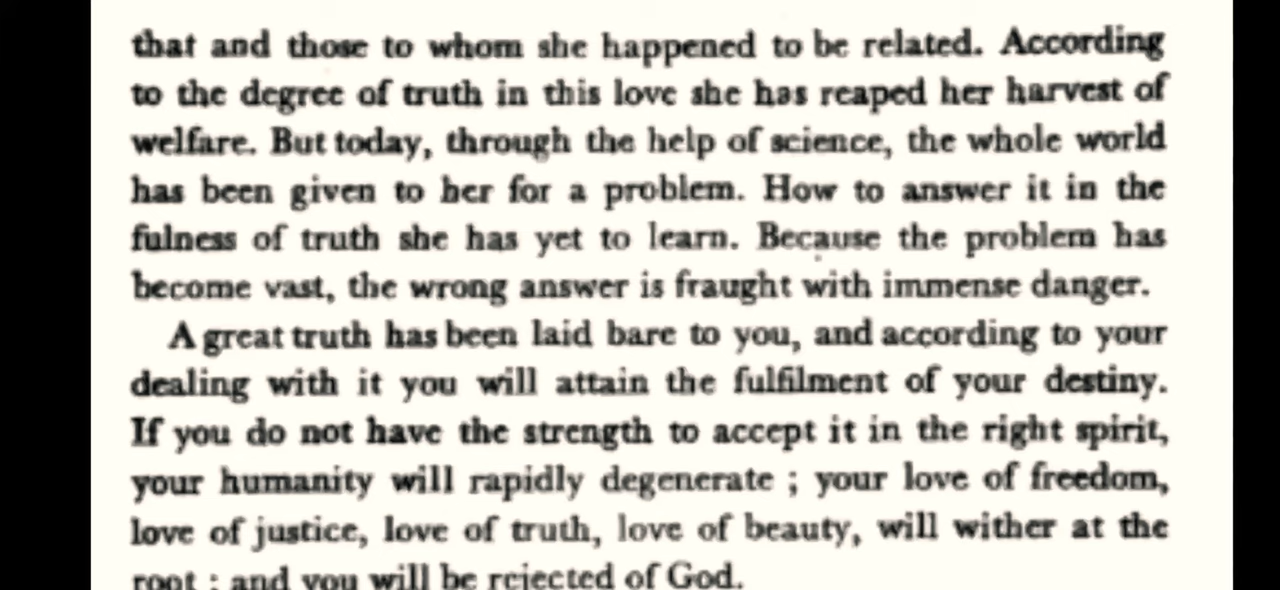 that and those to whom she happened to be related. According
to the degree of truth in this love she has reaped her harvest of
welfare. But today, through the help of science, the whole world
has been given to her for a problem. How to answer it in the
fulness of truth she has yet to learn. Because the problem has
become vast, the wrong answer is fraught with immense danger.
A great truth has been laid bare to you, and according to your
dealing with it you will attain the fulfilment of your destiny.
If you do not have the strength to accept it in the right spirit,
your humanity will rapidly degenerate ; your love of freedom,
love of justice, love of truth, love of beauty, will wither at the
root ; and you will be rejected of God.